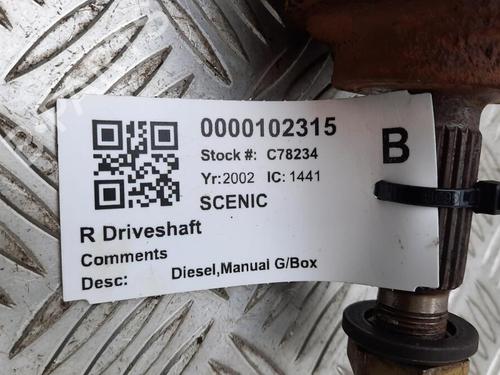 0000102315
Stock #: C78234
B
Yr:2002 IC:1441
SCENIC
R Driveshaft
Comments
Desc: Diesel,Manual G/Box